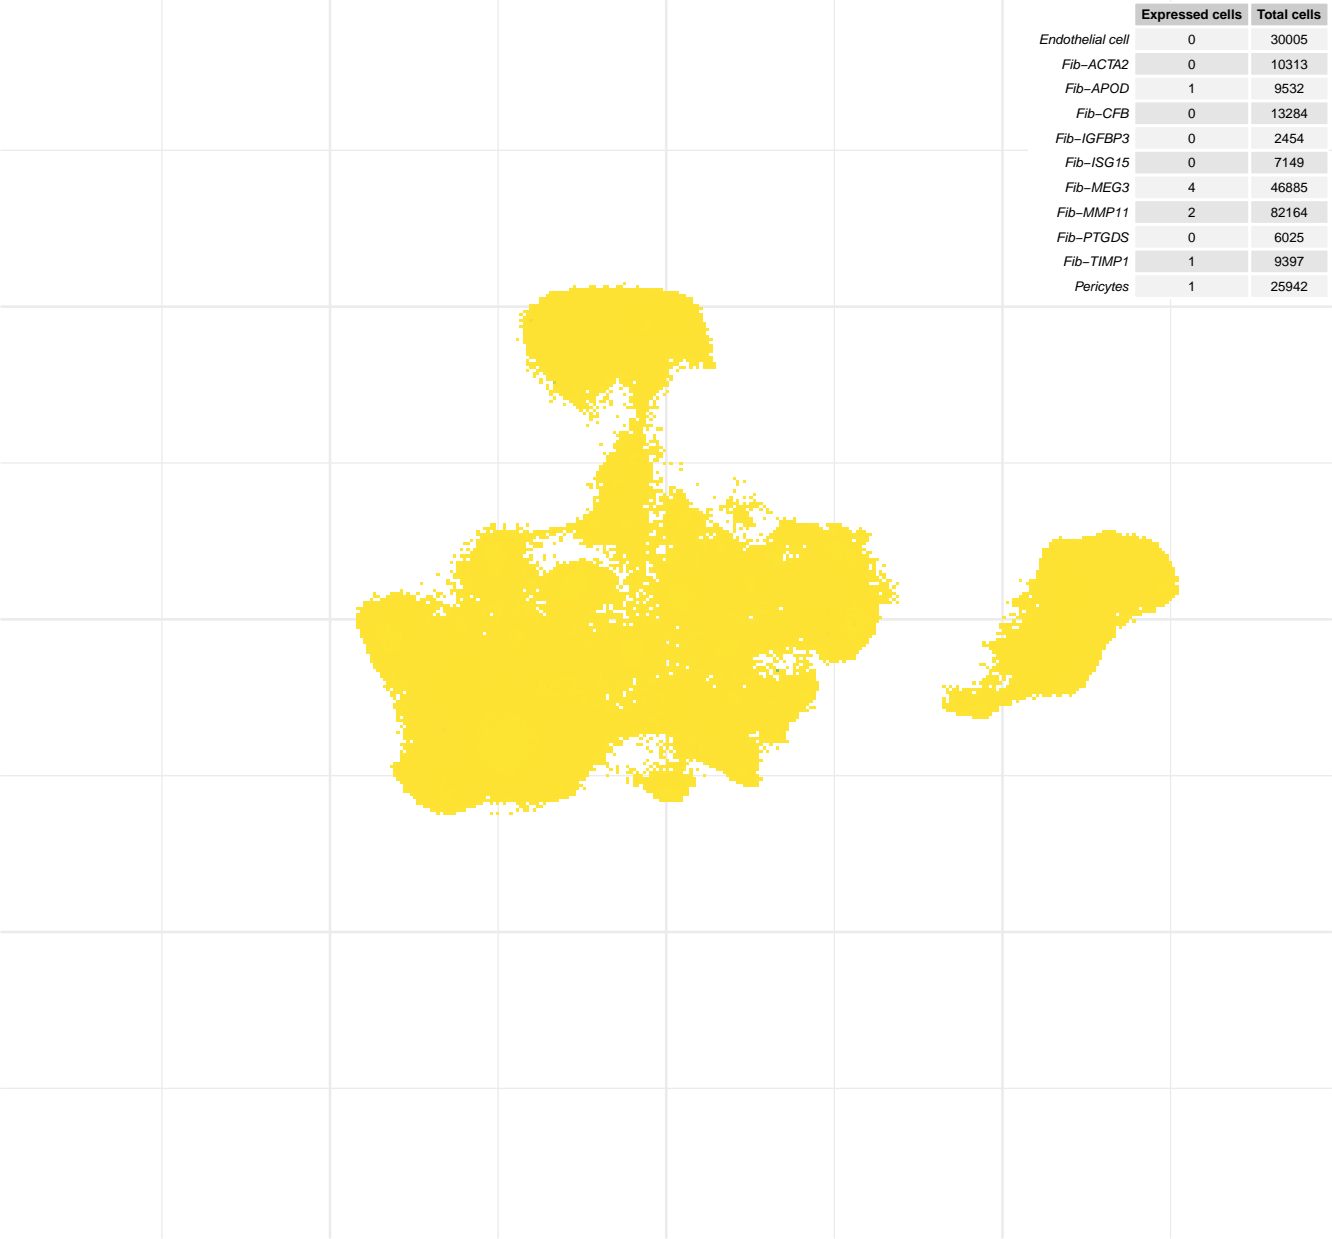 Expressed cells Total cells
Endothelial cell 0 30005
Fib−ACTA2 0 10313
Fib−APOD 1 9532
Fib−CFB 0 13284
Fib−IGFBP3 0 2454
Fib−ISG15 0 7149
Fib−MEG3 4 46885
Fib−MMP11 2 82164
Fib−PTGDS 0 6025
Fib−TIMP1 1 9397
Pericytes 1 25942